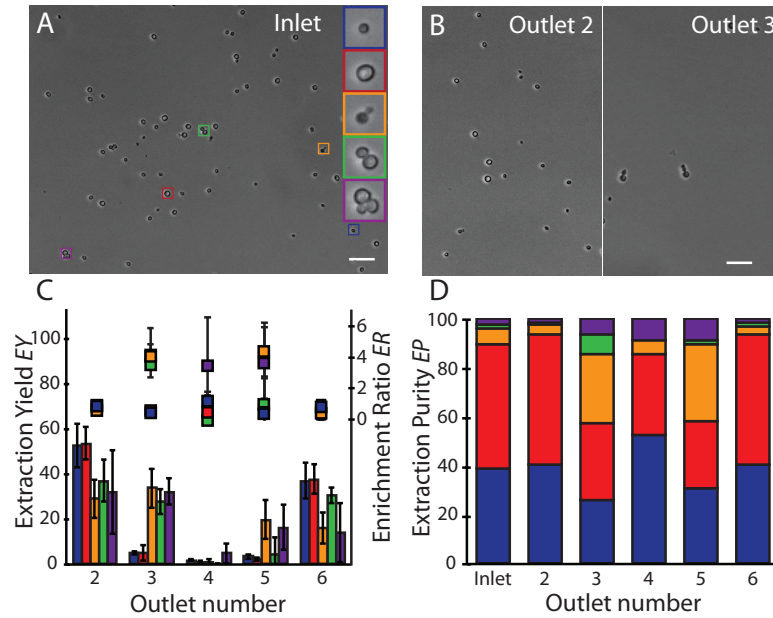 A
Inlet
B
Outlet 2
Outlet 3
C
Extraction Yield EY
100
80
60
40
20
0
6
4
2
0
Enrichment Ratio ER
2
3
4
5
6
Outlet number
D
Extraction Purity EP
100
80
60
40
20
0
Inlet
2
3
4
5
6
Outlet number